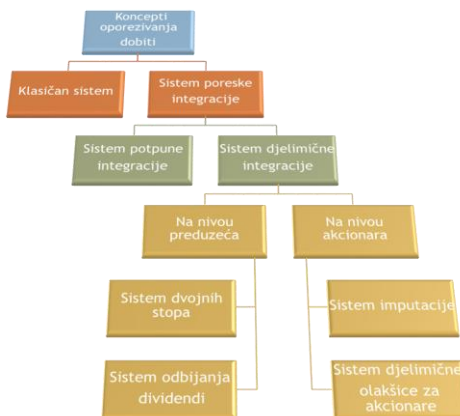 Koncepti
oporezivanja
dobiti
Klasičan sistem
Sistem poreske
integracije
Sistem potpune
integracije
Sistem djelimične
integracije
Na nivou
preduzeća
Na nivou
akcionara
Sistem dvojnih
stopa
Sistem imputacije
Sistem odbijanja
dividendi
Sistem djelimične
olakšice za
akcionare